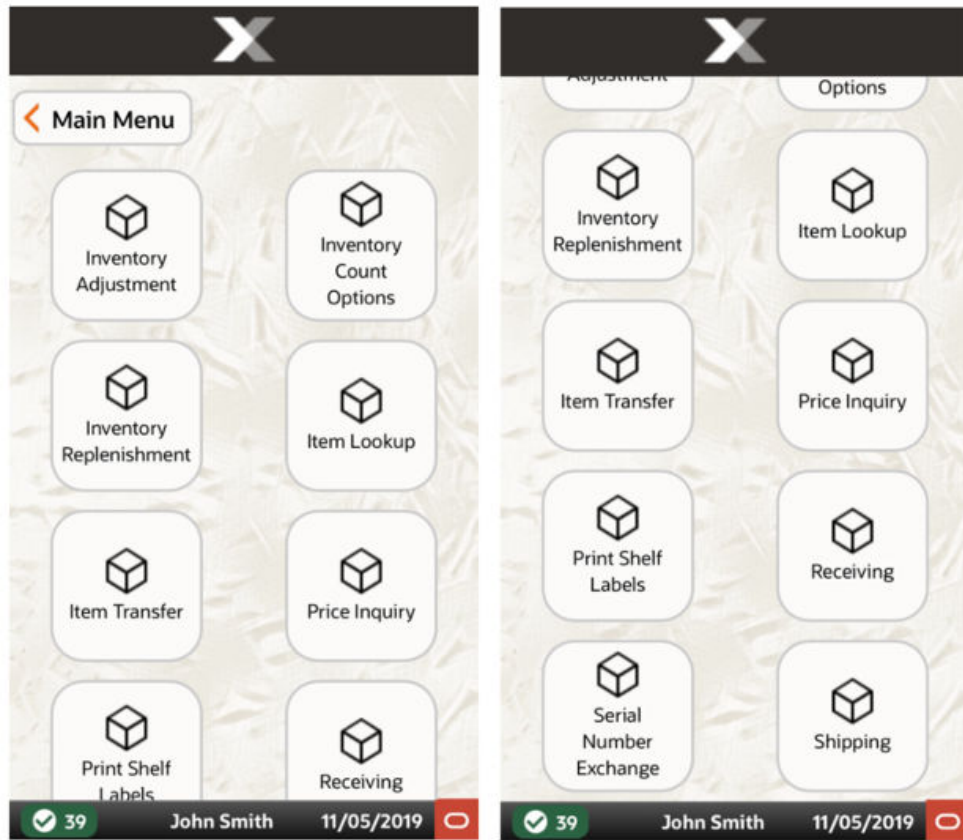 Main Menu
Inventory
Adjustment
Inventory
Count
Options
Inventory
Replenishment
Item Lookup
Item Transfer
Price Inquiry
Print Shelf
Labels
Receiving
39 John Smith 11/05/2019
Adjustment
Options
Inventory
Replenishment
Item Lookup
Item Transfer
Price Inquiry
Print Shelf
Labels
Receiving
Serial
Number
Exchange
Shipping
39 John Smith 11/05/2019